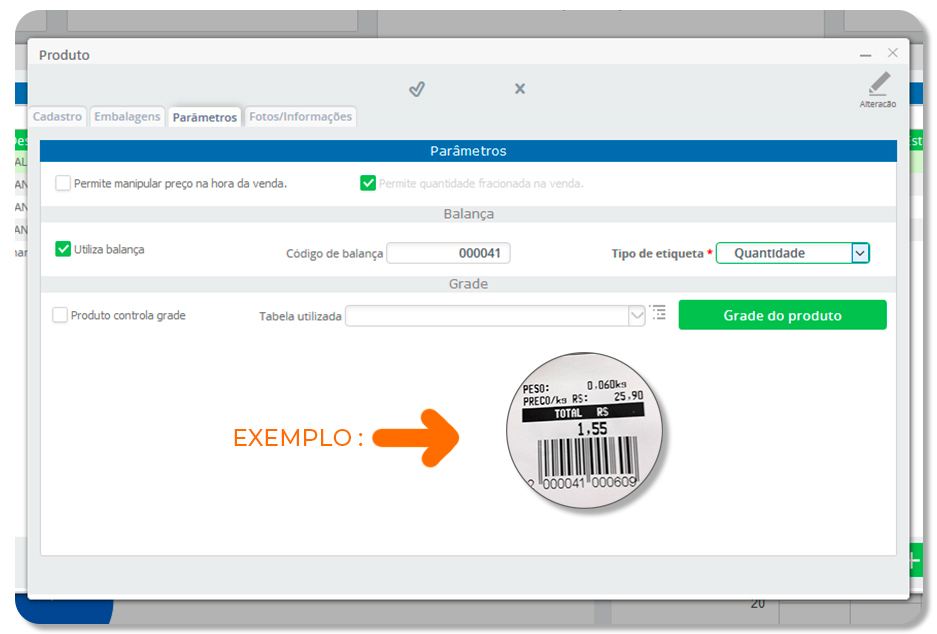 Produto
Alteracão
Cadastro Embalagens Parâmetros Fotos/Informações
Parâmetros
Permite manipular preço na hora da venda. Permite quantidade fracionada na venda.
Balança
Utiliza balança Código de balança 000041 Tipo de etiqueta * Quantidade
Grade
Produto controla grade Tabela utilizada Grade do produto
PESO: 0.060kg
PRECO/kg R$: 25,90
TOTAL R$
1,55
EXEMPLO :
2 000041 000609
20